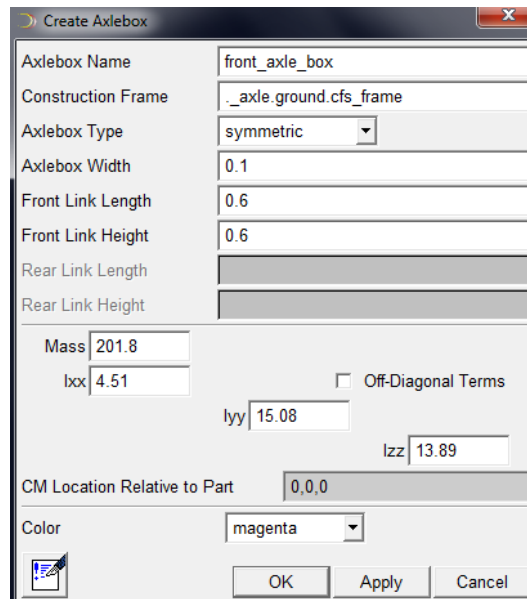 Create Axlebox
Axlebox Name front_axle_box
Construction Frame ._axle.ground.cfs_frame
Axlebox Type symmetric
Axlebox Width 0.1
Front Link Length 0.6
Front Link Height 0.6
Rear Link Length
Rear Link Height
Mass 201.8
Ixx 4.51 Off-Diagonal Terms
Iyy 15.08
Izz 13.89
CM Location Relative to Part 0,0,0
Color magenta
OK Apply Cancel